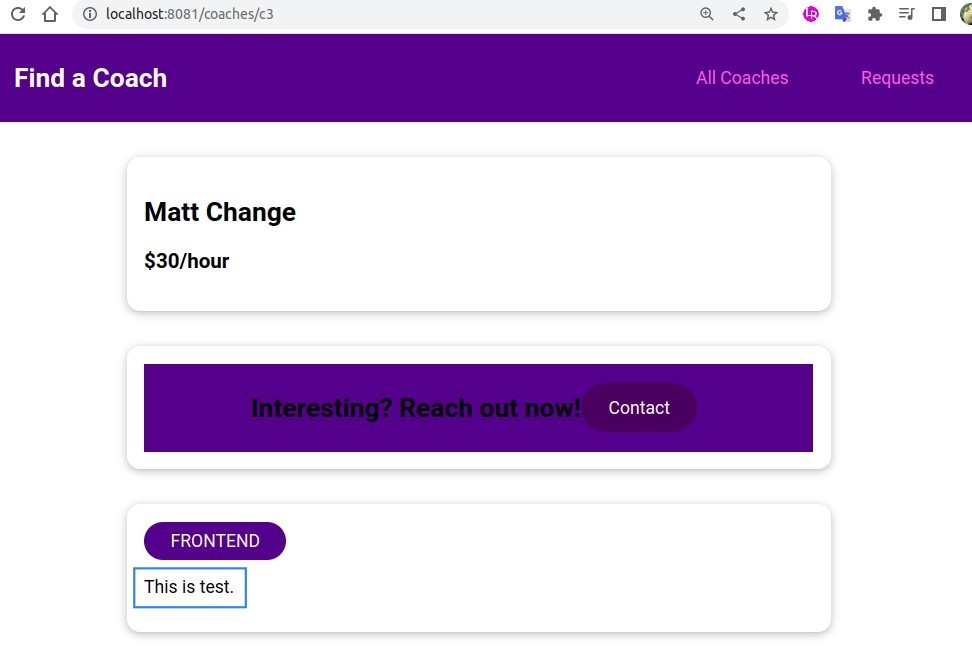 localhost:8081/coaches/c3
Find a Coach
All Coaches
Requests
Matt Change
$30/hour
Interesting? Reach out now!
Contact
FRONTEND
This is test.